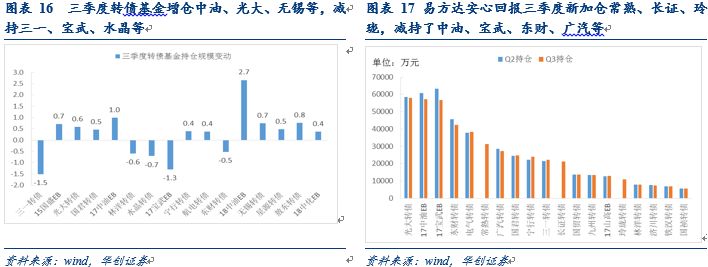 图表 16 三季度转债基金增仓中油、光大、无锡等，减持三一、宝武、水晶等
三季度转债基金持仓规模变动
3.0
2.5
2.0
1.5
1.0
0.5
0.0
-0.5
-1.0
-1.5
-2.0
-1.5
0.7
0.6
0.5
1.0
-0.6
-0.7
-1.3
0.4
0.4
-0.5
2.7
0.7
0.5
0.8
0.4
三一转债
15国盛EB
光大转债
国君转债
17中油EB
林洋转债
水晶转债
17宝武EB
宁行转债
航电转债
东财转债
18中油EB
无锡转债
星源转债
敖东转债
18中化EB
资料来源：wind，华创证券
图表 17 易方达安心回报三季度新加仓常熟、长证、玲珑，减持了中油、宝武、东财、广汽等
单位：万元
Q2持仓
Q3持仓
70000
60000
50000
40000
30000
20000
10000
0
光大转债
17中油EB
17宝武EB
东财转债
电气转债
常熟转债
广汽转债
国君转债
宁行转债
三一转债
长证转债
国贸转债
九州转债
17山高EB
玲珑转债
林洋转债
济川转债
铁汉转债
国祯转债
资料来源：wind，华创证券